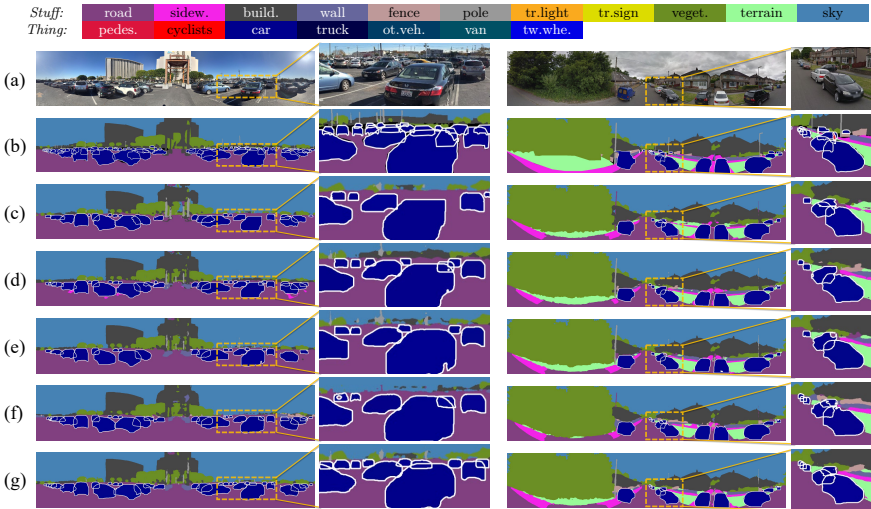 Stuff: road sidew. build. wall fence pole tr.light tr.sign veget. terrain sky
Thing: pedes. cyclists car truck ot.veh. van tw.whe.
(a)
(b)
(c)
(d)
(e)
(f)
(g)